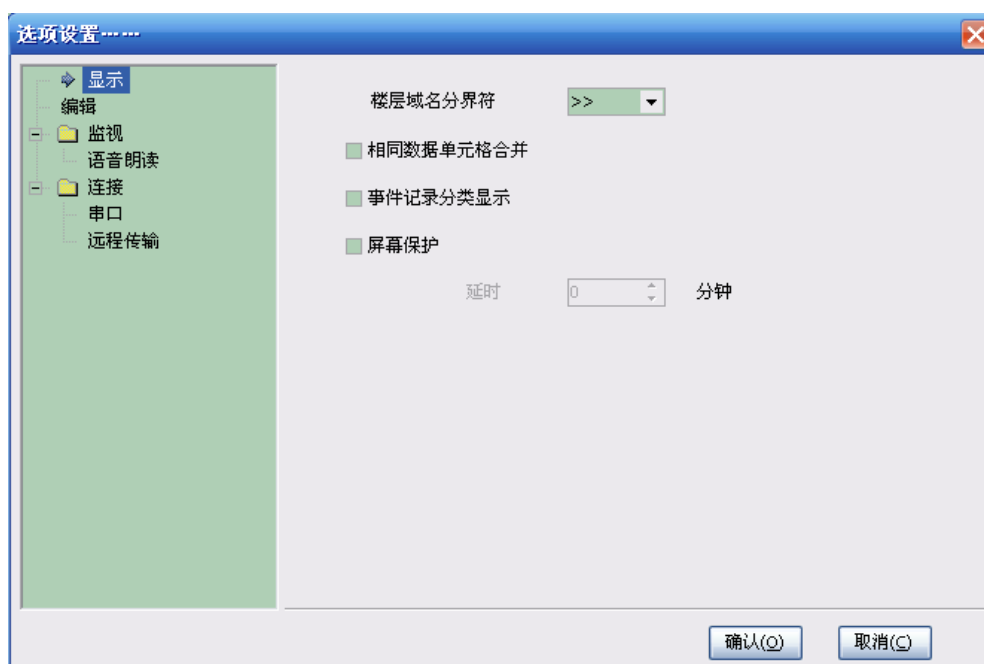 选项设置……
显示
编辑
监视
语音朗读
连接
串口
远程传输
楼层域名分界符 >>
相同数据单元格合并
事件记录分类显示
屏幕保护
延时 0 分钟
确认(O) 取消(C)